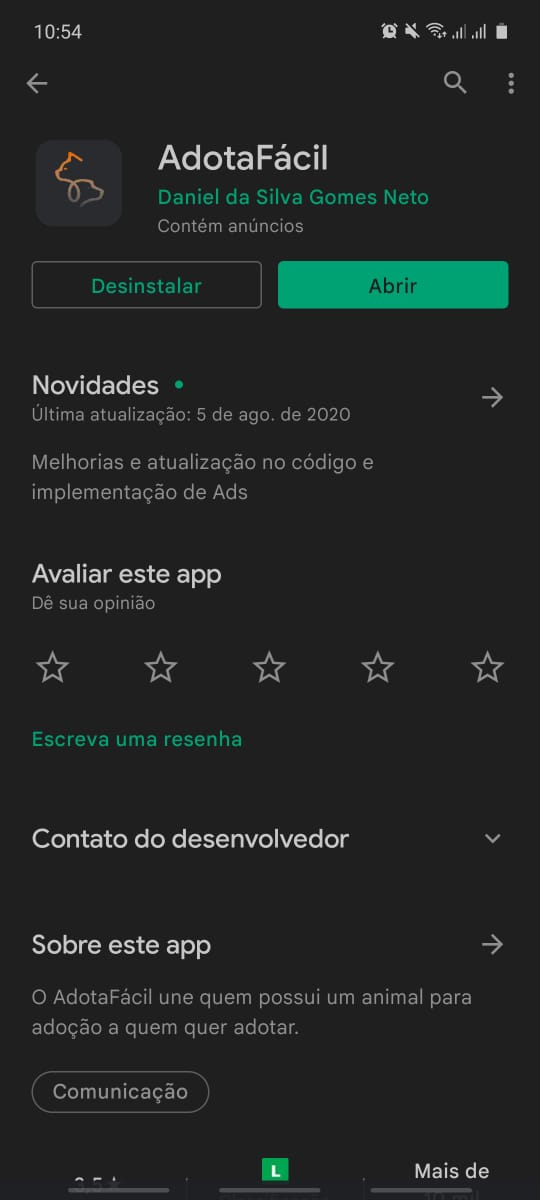 10:54
AdotaFácil
Daniel da Silva Gomes Neto
Contém anúncios
Desinstalar
Abrir
Novidades
Última atualização: 5 de ago. de 2020
Melhorias e atualização no código e
implementação de Ads
Avaliar este app
Dê sua opinião
Escreva uma resenha
Contato do desenvolvedor
Sobre este app
O AdotaFácil une quem possui um animal para
adoção a quem quer adotar.
Comunicação
L
Mais de
3,5